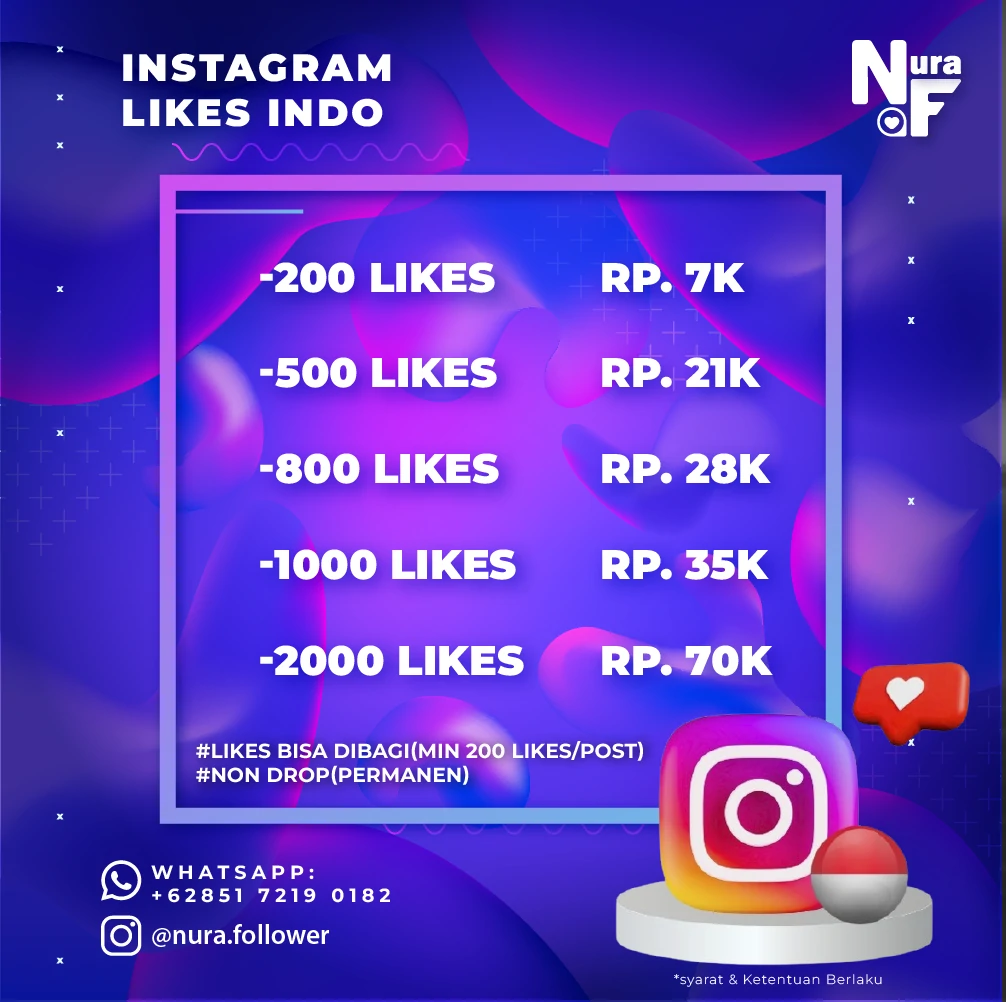 INSTAGRAM
LIKES INDO
Nura
F
-200 LIKES RP. 7K
-500 LIKES RP. 21K
-800 LIKES RP. 28K
-1000 LIKES RP. 35K
-2000 LIKES RP. 70K
#LIKES BISA DIBAGI(MIN 200 LIKES/POST)
#NON DROP(PERMANEN)
WHATSAPP:
+62851 7219 0182
@nura.follower
*syarat & Ketentuan Berlaku